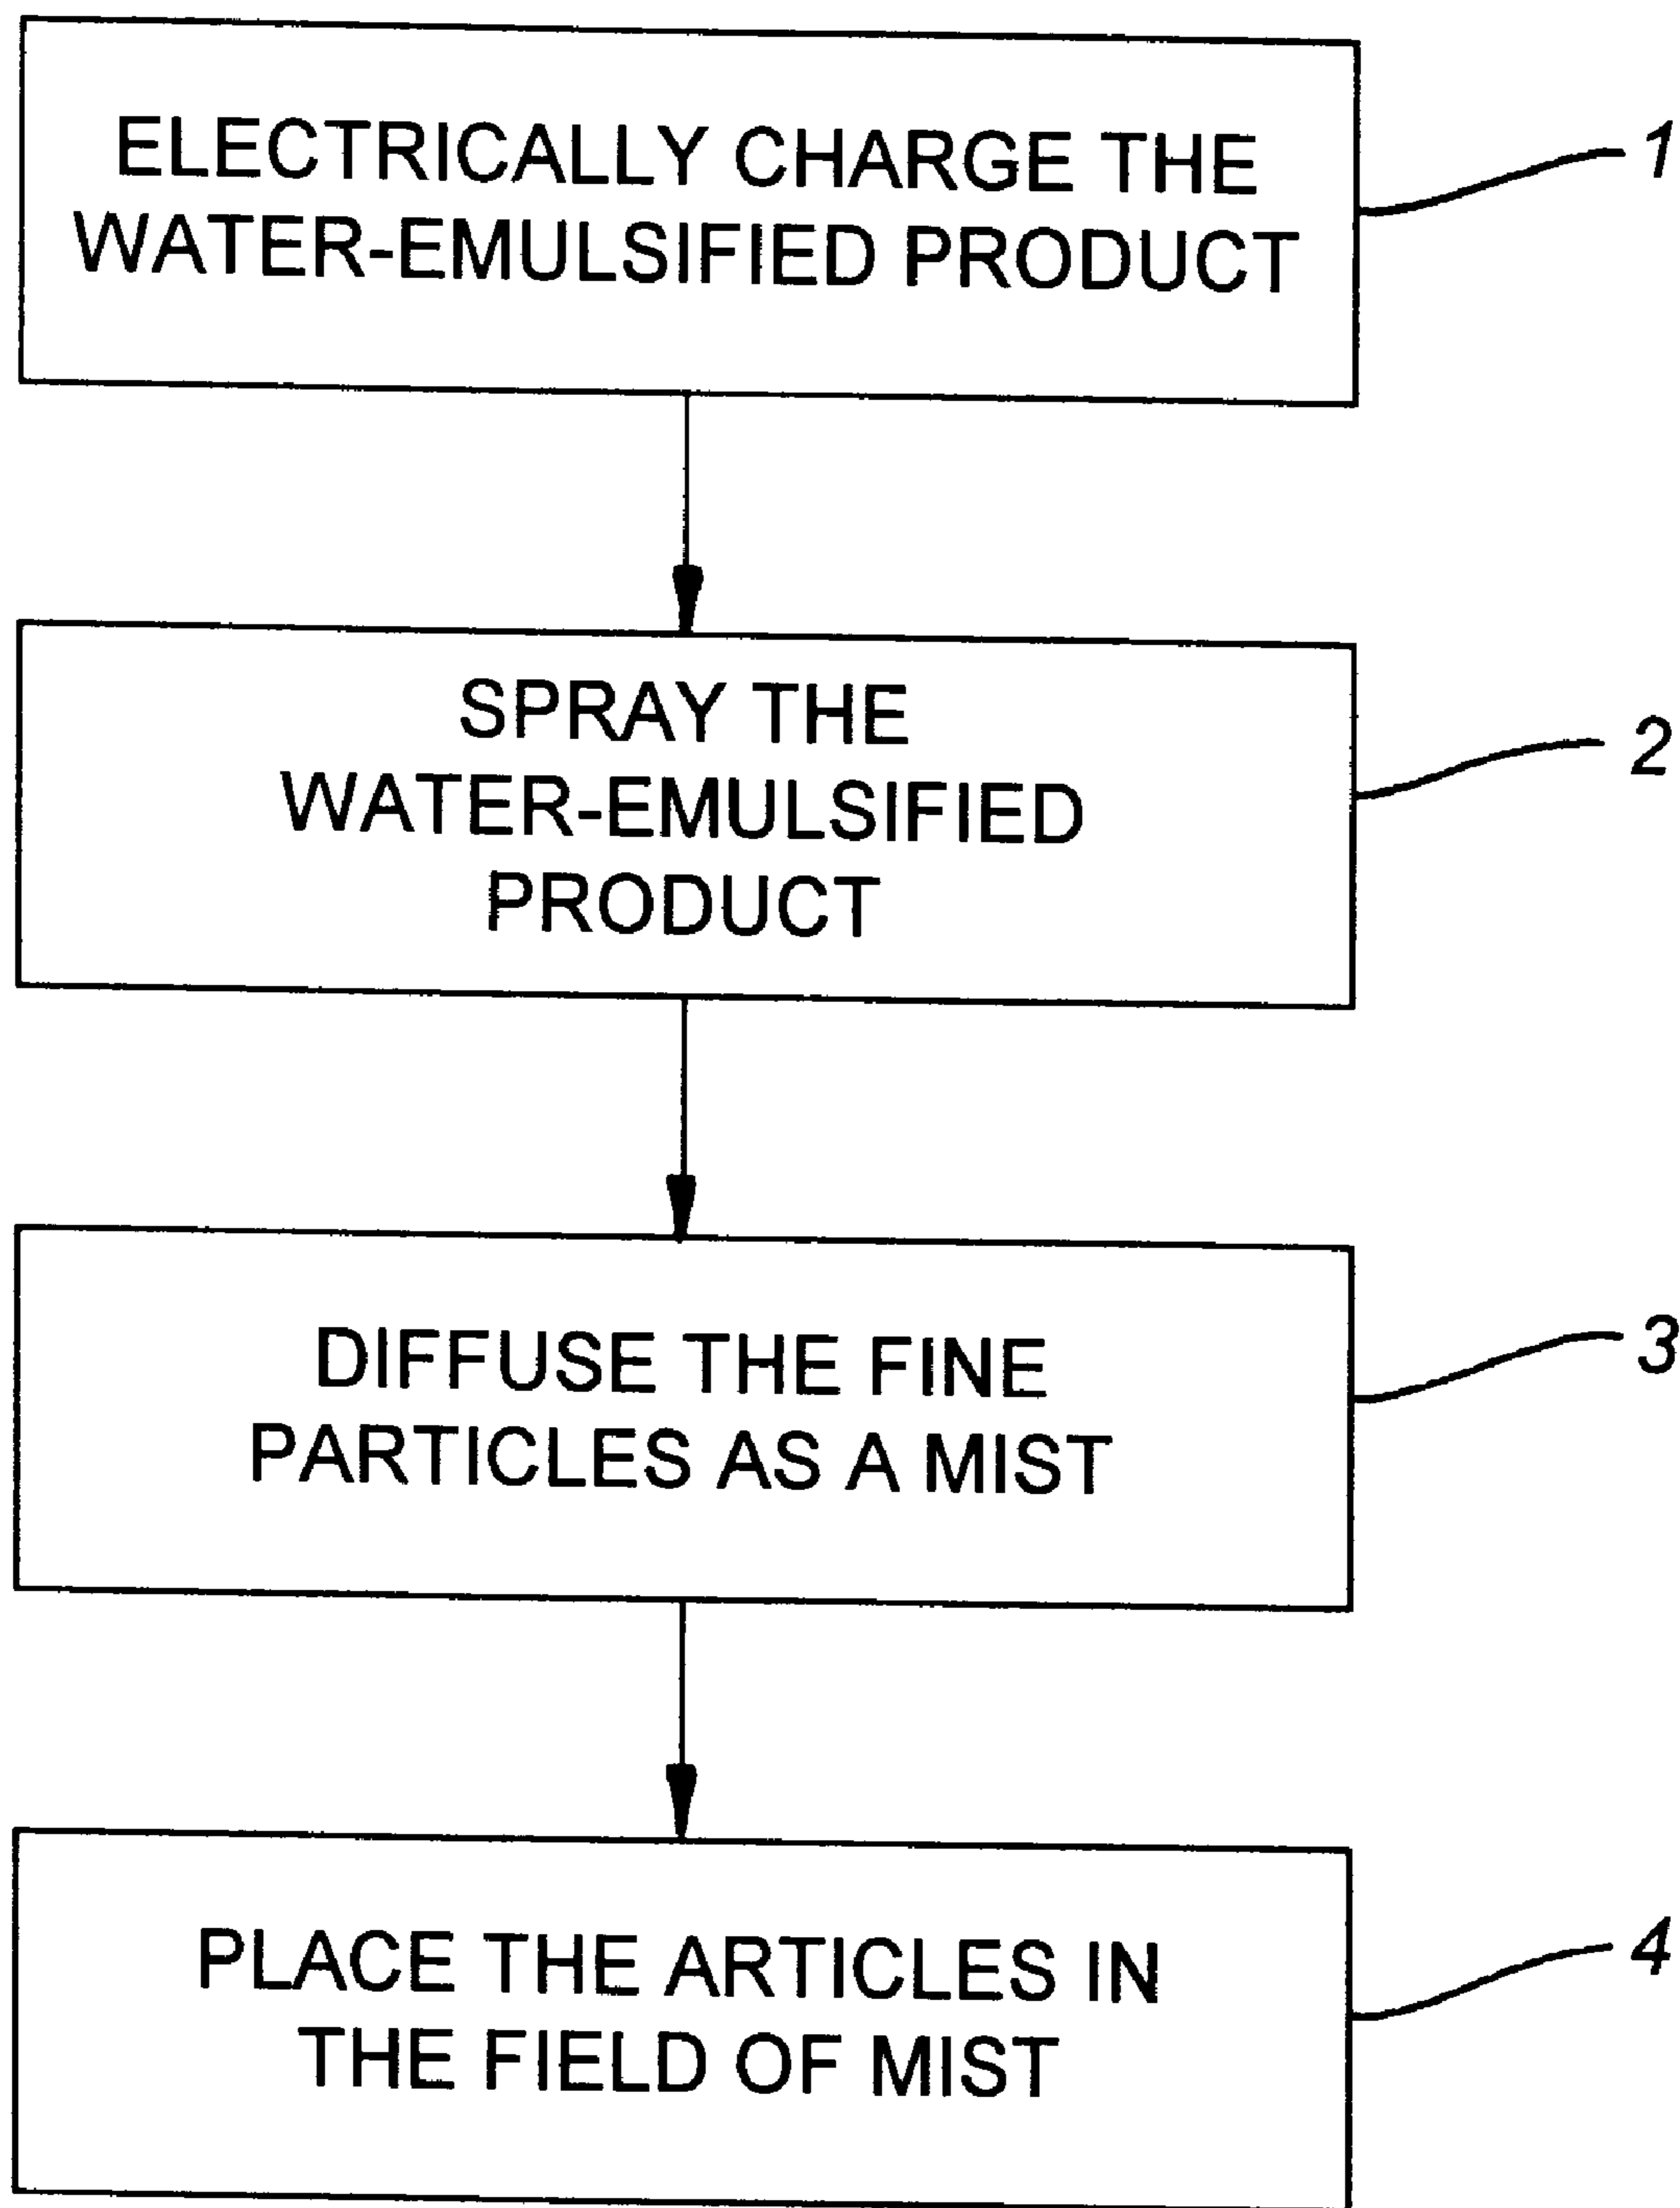 ELECTRICALLY CHARGE THE
WATER-EMULSIFIED PRODUCT
1
SPRAY THE
WATER-EMULSIFIED
PRODUCT
2
DIFFUSE THE FINE
PARTICLES AS A MIST
3
PLACE THE ARTICLES IN
THE FIELD OF MIST
4